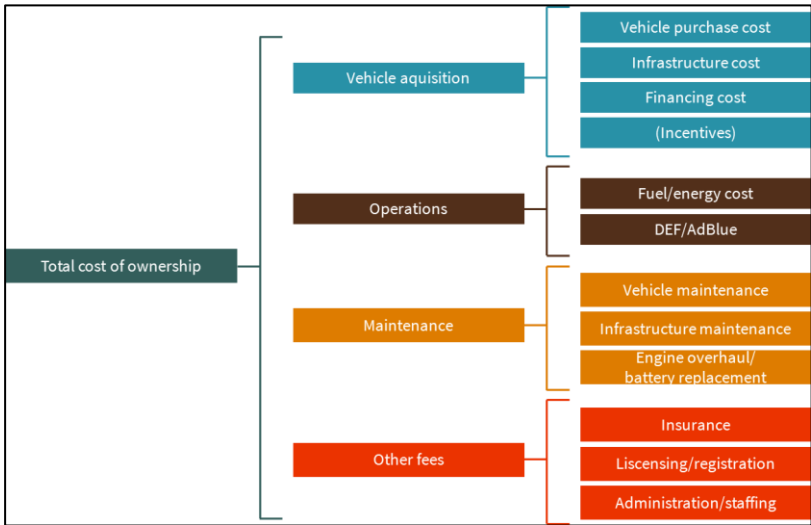 Total cost of ownership
Vehicle aquisition
Vehicle purchase cost
Infrastructure cost
Financing cost
(Incentives)
Operations
Fuel/energy cost
DEF/AdBlue
Maintenance
Vehicle maintenance
Infrastructure maintenance
Engine overhaul/
battery replacement
Other fees
Insurance
Liscensing/registration
Administration/staffing